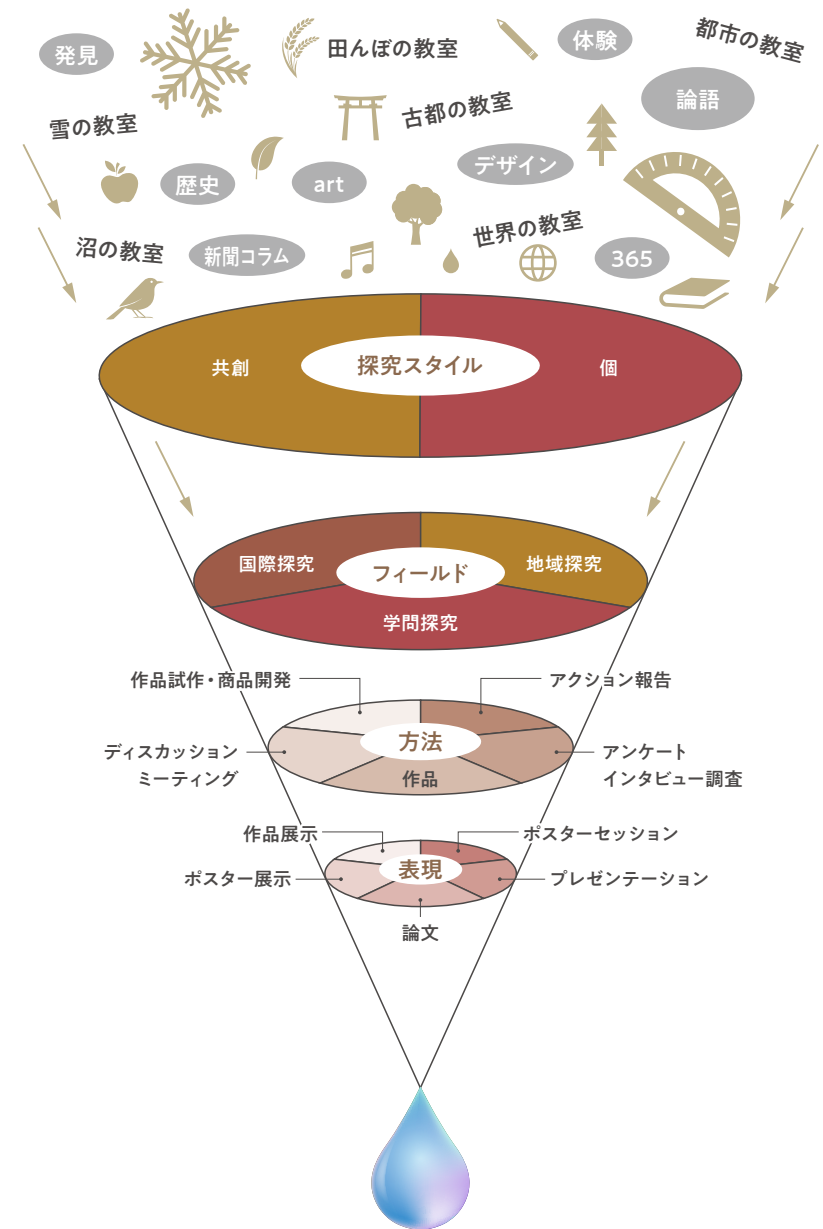 発見
田んぼの教室
体験
都市の教室
雪の教室
古都の教室
論語
歴史
art
デザイン
沼の教室
新聞コラム
世界の教室
365
共創
探究スタイル
個
国際探究
フィールド
地域探究
学問探究
作品試作・商品開発
アクション報告
ディスカッション
ミーティング
方法
作品
アンケート
インタビュー調査
作品展示
ポスターセッション
ポスター展示
表現
プレゼンテーション
論文